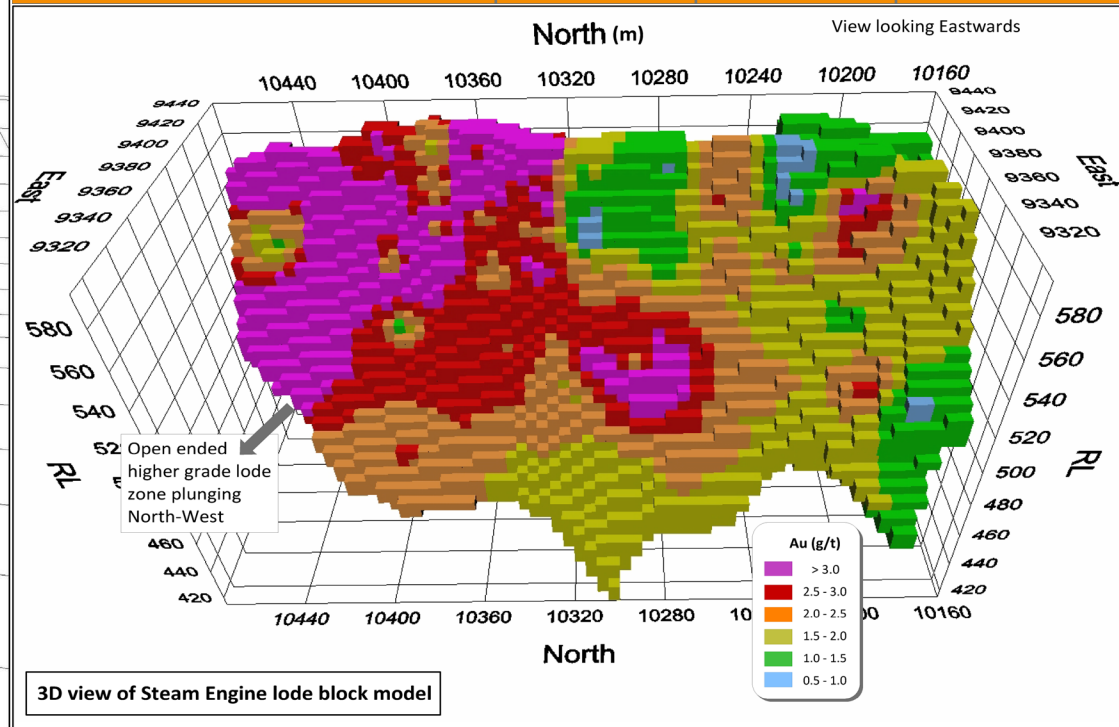 North (m)
View looking Eastwards
10440 10400 10360 10320 10280 10240 10200 10160
9440
9420
9400
9380
9360
9340
9320
East
9440
9420
9400
9380
9360
9340
9320
East
580
560
540
RL
460
440
420
580
560
540
520
500
480
460
440
420
RL
Open ended
higher grade lode
zone plunging
North-West
10440 10400 10360 10320 10280 10160
North
Au (g/t)
> 3.0
2.5 - 3.0
2.0 - 2.5
1.5 - 2.0
1.0 - 1.5
0.5 - 1.0
3D view of Steam Engine lode block model